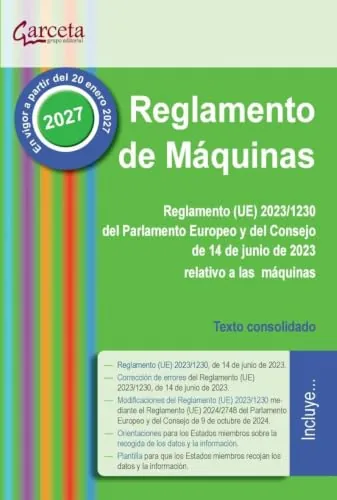 Garceta
grupo editorial
En vigor a partir del 20 enero 2027
2027
Reglamento
de Máquinas
Reglamento (UE) 2023/1230
del Parlamento Europeo y del Consejo
de 14 de junio de 2023
relativo a las máquinas
Texto consolidado
— Reglamento (UE) 2023/1230, de 14 de junio de 2023.
— Corrección de errores del Reglamento (UE)
2023/1230, de 14 de junio de 2023.
— Modificaciones del Reglamento (UE) 2023/1230 me-
diante el Reglamento (UE) 2024/2748 del Parlamento
Europeo y del Consejo de 9 de octubre de 2024.
— Orientaciones para los Estados miembros sobre la
recogida de los datos y la información.
— Plantilla para que los Estados miembros recojan los
datos y la información.
Incluye...